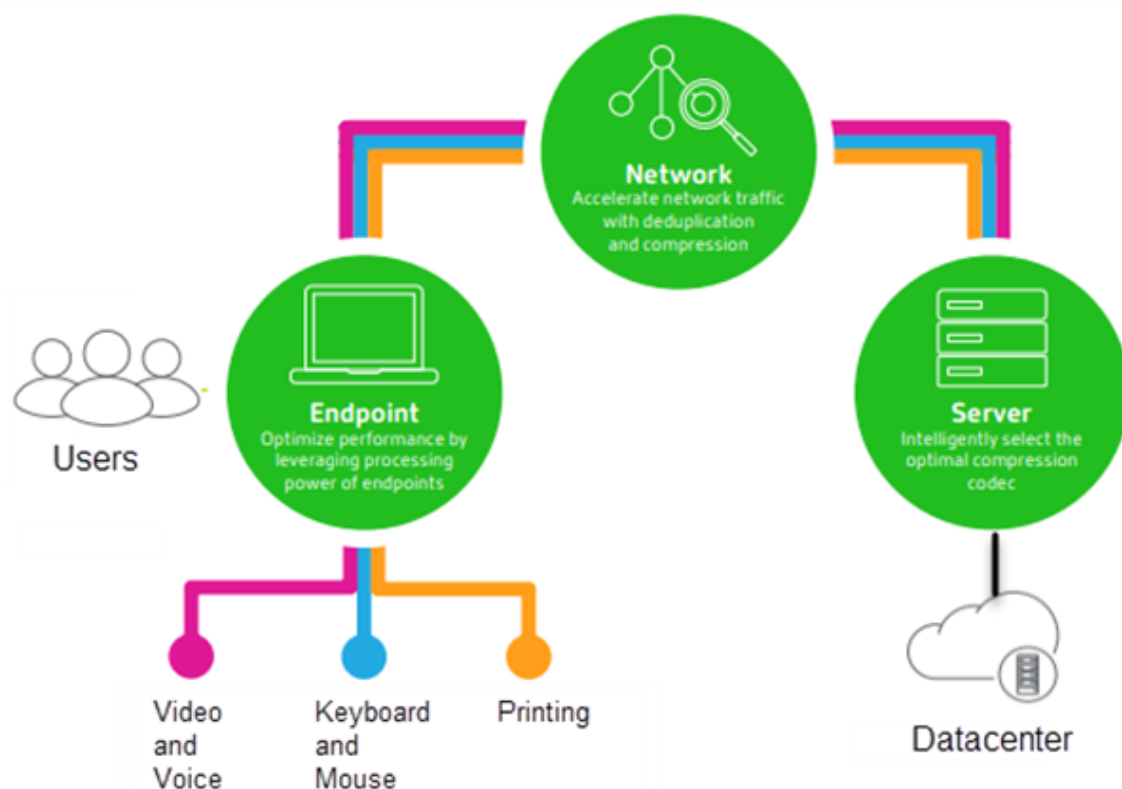 Network
Accelerate network traffic
with deduplication
and compression
Endpoint
Optimize performance by
leveraging processing
power of endpoints
Server
Intelligently select the
optimal compression
codec
Users
Video
and
Voice
Keyboard
and
Mouse
Printing
Datacenter